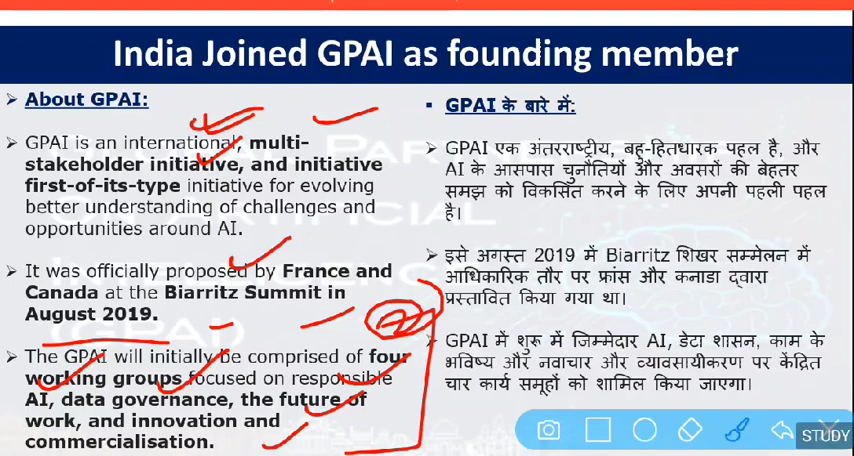 India Joined GPAI as founding member
About GPAI:
GPAI is an international, multi-
stakeholder initiative, and initiative
first-of-its-type initiative for evolving
better understanding of challenges and
opportunities around AI.
It was officially proposed by France and
Canada at the Biarritz Summit in
August 2019.
The GPAI will initially be comprised of four
working groups focused on responsible
AI, data governance, the future of
work, and innovation and
commercialisation.
GPAI के बारे में:
GPAI एक अंतरराष्ट्रीय, बहु-हितधारक पहल है, और
AI के आसपास चुनौतियों और अवसरों की बेहतर
समझ को विकसित करने के लिए अपनी पहली पहल
है।
इसे अगस्त 2019 में Biarritz शिखर सम्मेलन में
आधिकारिक तौर पर फ्रांस और कनाडा द्वारा
प्रस्तावित किया गया था।
GPAI में शुरू में जिम्मेदार AI, डेटा शासन, काम के
भविष्य और नवाचार और व्यावसायीकरण पर केंद्रित
चार कार्य समूहों को शामिल किया जाएगा।
STUDY